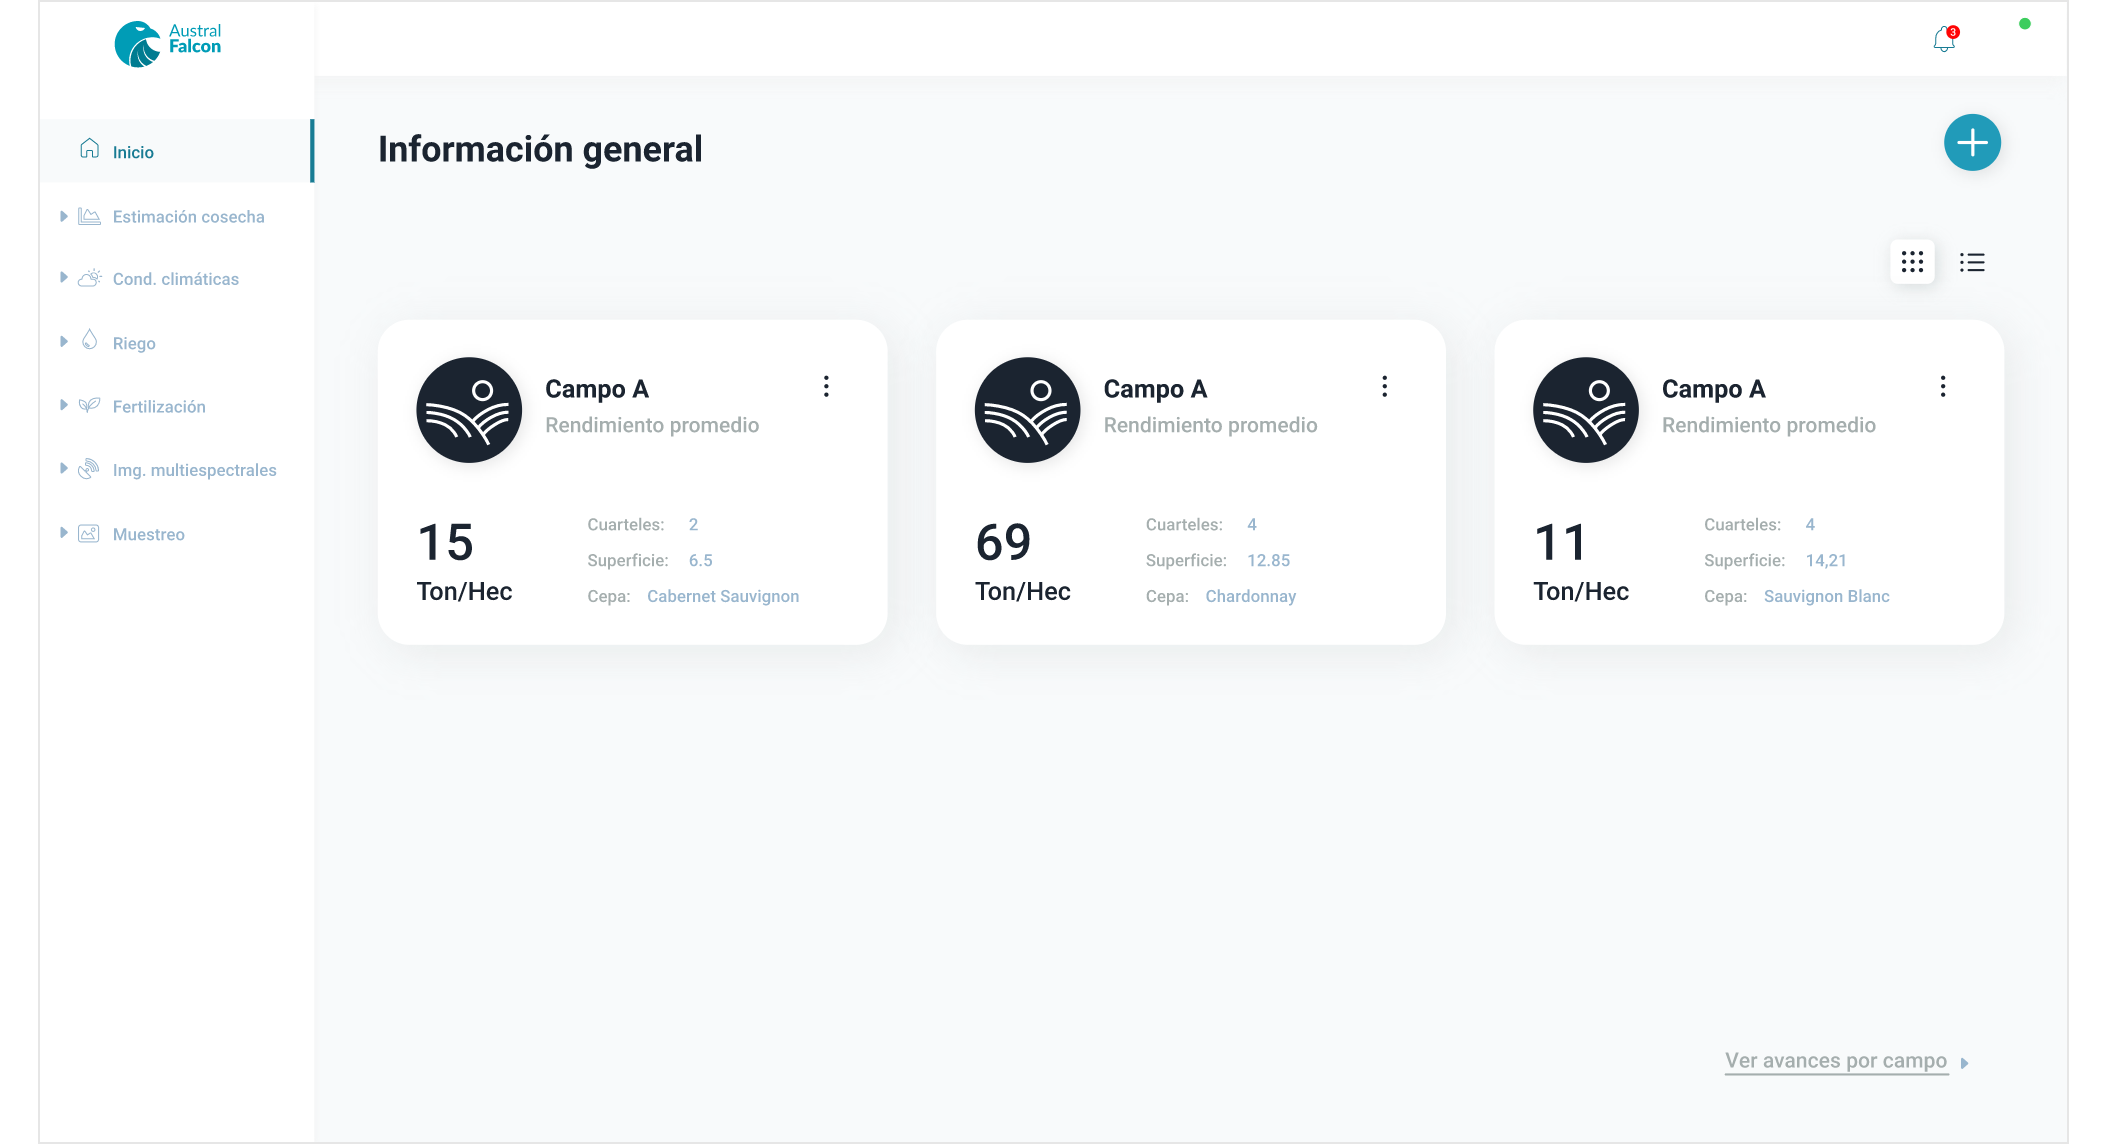 Austral
Falcon
3
Inicio
Estimación cosecha
Cond. climáticas
Riego
Fertilización
Img. multiespectrales
Muestreo
Información general
Campo A
Rendimiento promedio
15
Ton/Hec
Cuarteles: 2
Superficie: 6.5
Cepa: Cabernet Sauvignon
Campo A
Rendimiento promedio
69
Ton/Hec
Cuarteles: 4
Superficie: 12.85
Cepa: Chardonnay
Campo A
Rendimiento promedio
11
Ton/Hec
Cuarteles: 4
Superficie: 14,21
Cepa: Sauvignon Blanc
Ver avances por campo